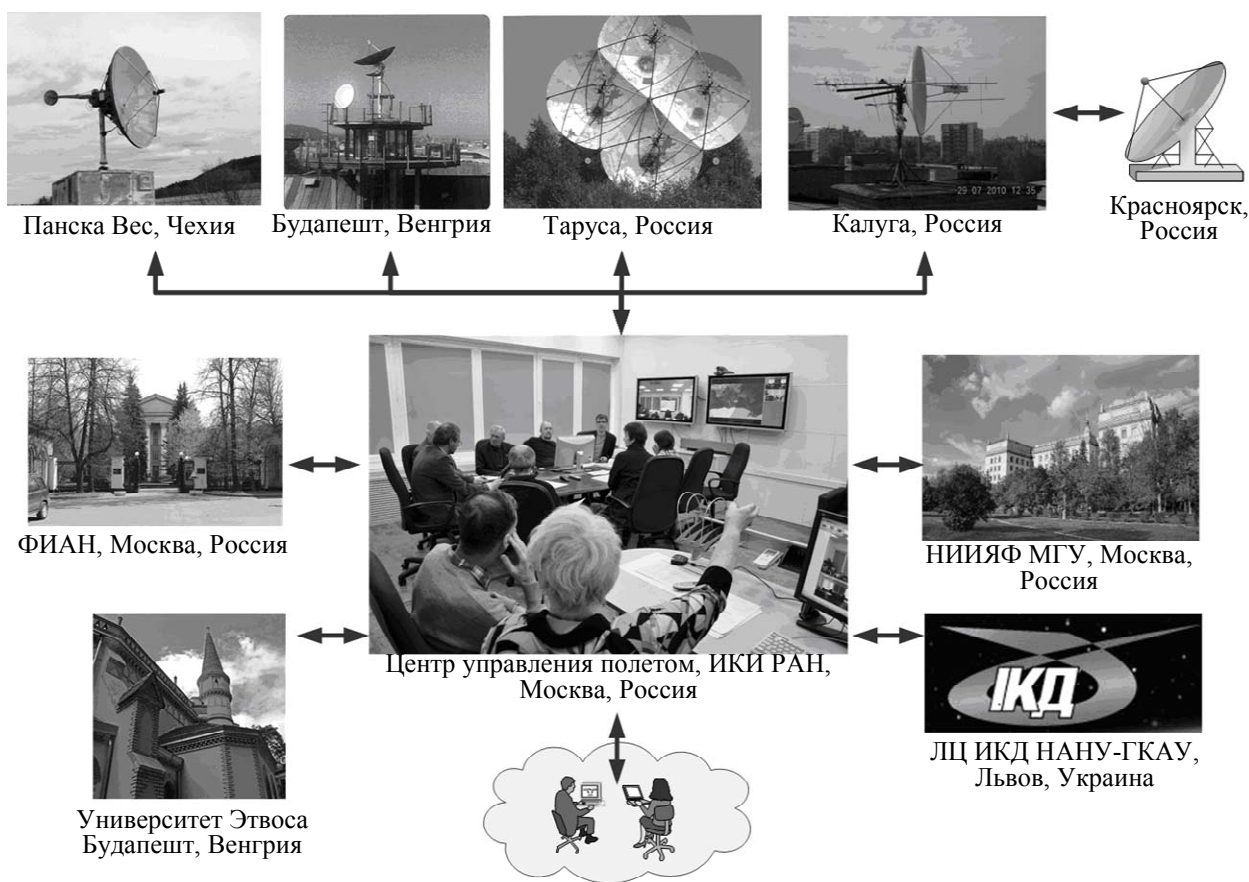 29 07 2010 12 35
Панска Вес, Чехия
Будапешт, Венгрия
Таруса, Россия
Калуга, Россия
Красноярск,
Россия
ФИАН, Москва, Россия
НИИЯФ МГУ, Москва,
Россия
Центр управления полетом, ИКИ РАН,
Москва, Россия
ІКД
ЛЦ ИКД НАНУ-ГКАУ,
Львов, Украина
Университет Этвоса
Будапешт, Венгрия